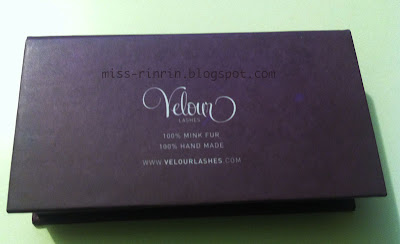 miss-rinrin.blogspot.com
Velour
LASHES
100% MINK FUR
100% HAND MADE
WWW.VELOURLASHES.COM